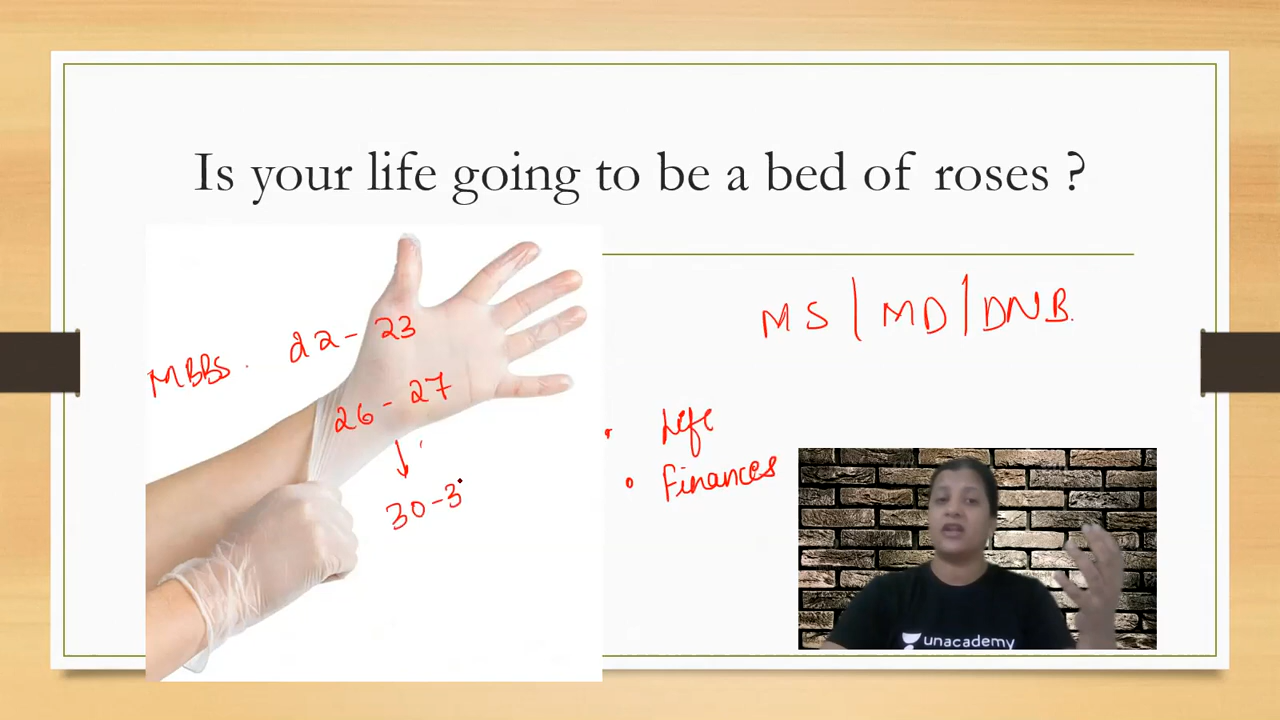 Is your life going to be a bed of roses ?
MS | MD | DNB.
MBBS. 22 - 23
26 - 27
30 - 3
• Life
• Finances
unacademy